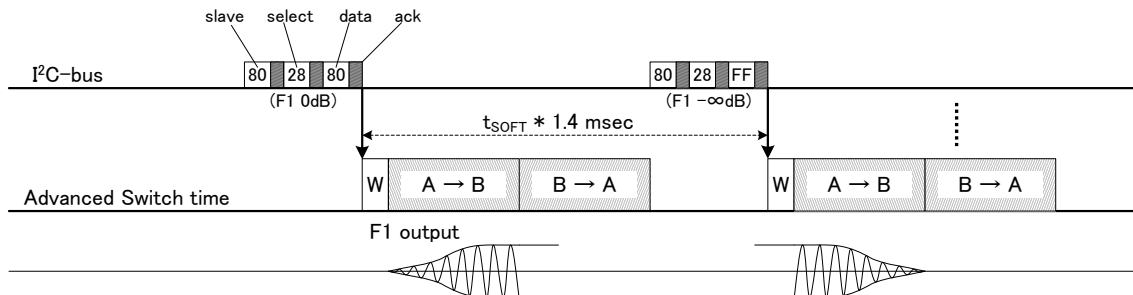 slave select data ack
I²C-bus 80 28 80 80 28 FF
(F1 0dB) (F1 −∞dB)
tSOFT * 1.4 msec
Advanced Switch time W A → B B → A W A → B B → A
F1 output